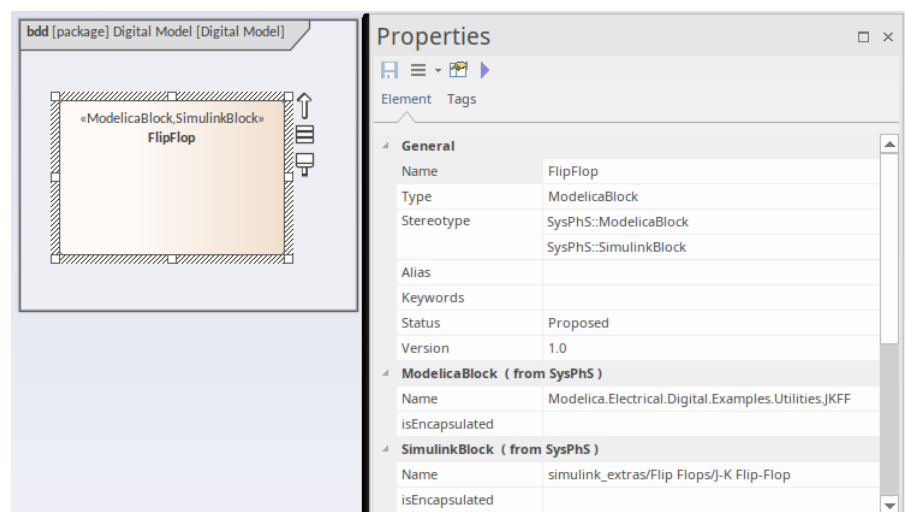 bdd [package] Digital Model [Digital Model]
«ModelicaBlock,SimulinkBlock»
FlipFlop
Properties
Element Tags
General
Name FlipFlop
Type ModelicaBlock
Stereotype SysPhS::ModelicaBlock
SysPhS::SimulinkBlock
Alias
Keywords
Status Proposed
Version 1.0
ModelicaBlock ( from SysPhS )
Name Modelica.Electrical.Digital.Examples.Utilities.JKFF
isEncapsulated
SimulinkBlock ( from SysPhS )
Name simulink_extras/Flip Flops/J-K Flip-Flop
isEncapsulated